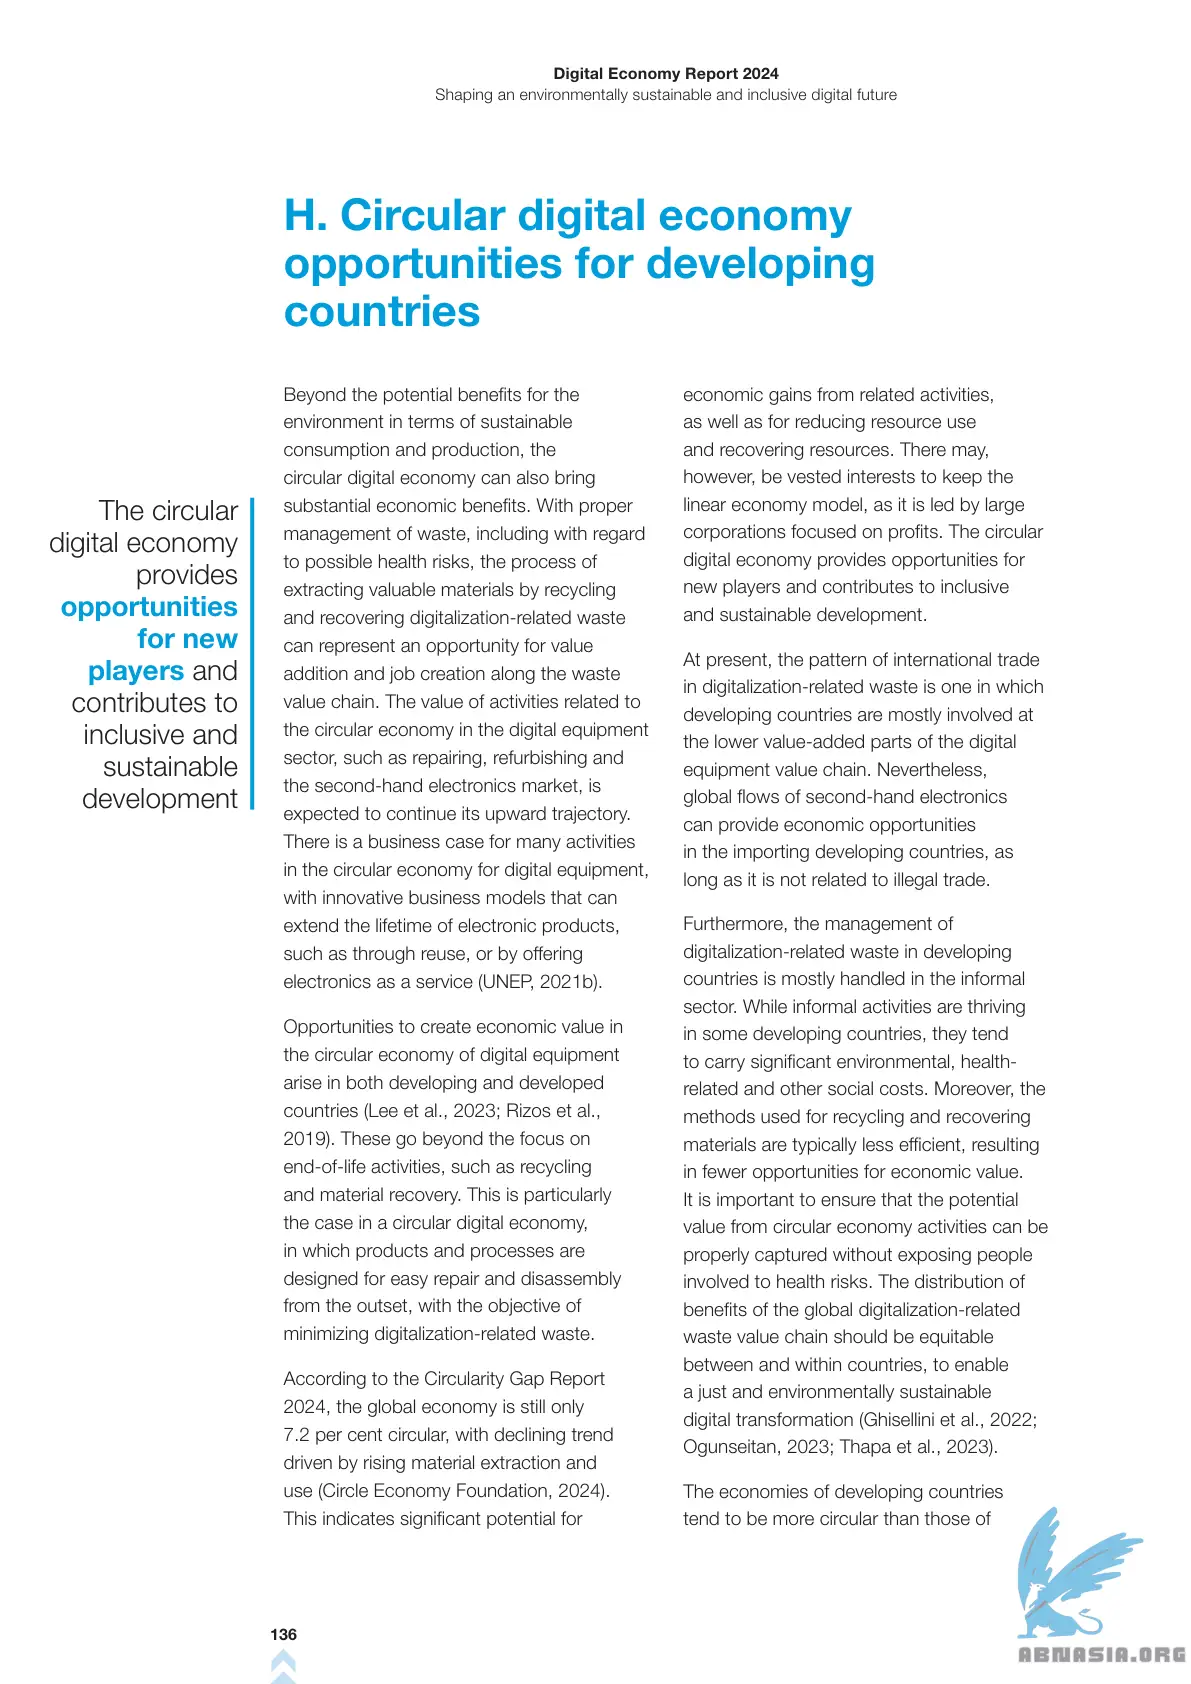 Digital Economy Report 2024
Shaping an environmentally sustainable and inclusive digital future
H. Circular digital economy
opportunities for developing
countries
The circular
digital economy
provides
opportunities
for new
players and
contributes to
inclusive and
sustainable
development
Beyond the potential benefits for the
environment in terms of sustainable
consumption and production, the
circular digital economy can also bring
substantial economic benefits. With proper
management of waste, including with regard
to possible health risks, the process of
extracting valuable materials by recycling
and recovering digitalization-related waste
can represent an opportunity for value
addition and job creation along the waste
value chain. The value of activities related to
the circular economy in the digital equipment
sector, such as repairing, refurbishing and
the second-hand electronics market, is
expected to continue its upward trajectory.
There is a business case for many activities
in the circular economy for digital equipment,
with innovative business models that can
extend the lifetime of electronic products,
such as through reuse, or by offering
electronics as a service (UNEP, 2021b).
Opportunities to create economic value in
the circular economy of digital equipment
arise in both developing and developed
countries (Lee et al., 2023; Rizos et al.,
2019). These go beyond the focus on
end-of-life activities, such as recycling
and material recovery. This is particularly
the case in a circular digital economy,
in which products and processes are
designed for easy repair and disassembly
from the outset, with the objective of
minimizing digitalization-related waste.
According to the Circularity Gap Report
2024, the global economy is still only
7.2 per cent circular, with declining trend
driven by rising material extraction and
use (Circle Economy Foundation, 2024).
This indicates significant potential for
economic gains from related activities,
as well as for reducing resource use
and recovering resources. There may,
however, be vested interests to keep the
linear economy model, as it is led by large
corporations focused on profits. The circular
digital economy provides opportunities for
new players and contributes to inclusive
and sustainable development.
At present, the pattern of international trade
in digitalization-related waste is one in which
developing countries are mostly involved at
the lower value-added parts of the digital
equipment value chain. Nevertheless,
global flows of second-hand electronics
can provide economic opportunities
in the importing developing countries, as
long as it is not related to illegal trade.
Furthermore, the management of
digitalization-related waste in developing
countries is mostly handled in the informal
sector. While informal activities are thriving
in some developing countries, they tend
to carry significant environmental, health-
related and other social costs. Moreover, the
methods used for recycling and recovering
materials are typically less efficient, resulting
in fewer opportunities for economic value.
It is important to ensure that the potential
value from circular economy activities can be
properly captured without exposing people
involved to health risks. The distribution of
benefits of the global digitalization-related
waste value chain should be equitable
between and within countries, to enable
a just and environmentally sustainable
digital transformation (Ghisellini et al., 2022;
Ogunseitan, 2023; Thapa et al., 2023).
The economies of developing countries
tend to be more circular than those of
136
ABNASIA.ORG